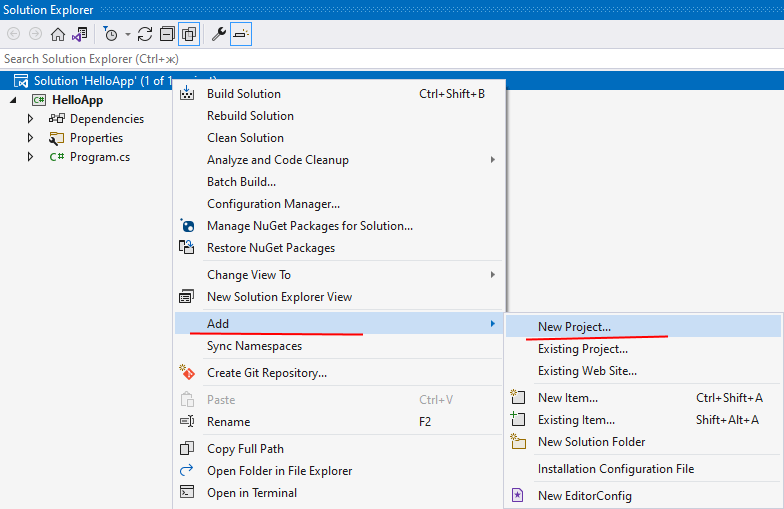 Solution Explorer
Search Solution Explorer (Ctrl+ж)
Solution 'HelloApp' (1 of 1
C# HelloApp
Dependencies
Properties
C# Program.cs
Build Solution Ctrl+Shift+B
Rebuild Solution
Clean Solution
Analyze and Code Cleanup
Batch Build...
Configuration Manager...
Manage NuGet Packages for Solution...
Restore NuGet Packages
Change View To
New Solution Explorer View
Add
Sync Namespaces
Create Git Repository...
Paste Ctrl+V
Rename F2
Copy Full Path
Open Folder in File Explorer
Open in Terminal
New Project...
Existing Project...
Existing Web Site...
New Item... Ctrl+Shift+A
Existing Item... Shift+Alt+A
New Solution Folder
Installation Configuration File
New EditorConfig